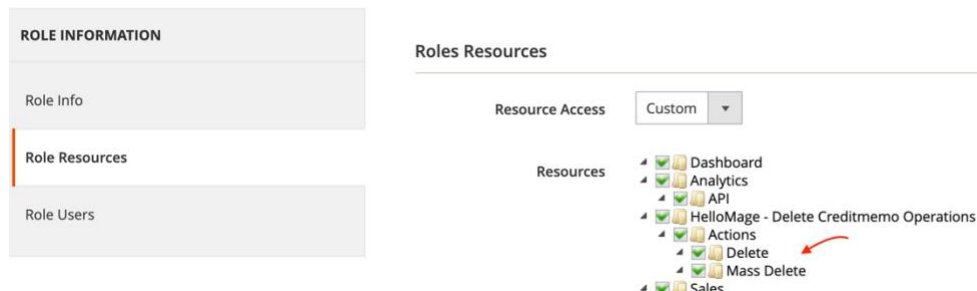 ROLE INFORMATION
Role Info
Role Resources
Role Users
Roles Resources
Resource Access Custom
Resources
Dashboard
Analytics
API
HelloMage - Delete Creditmemo Operations
Actions
Delete
Mass Delete
Sales